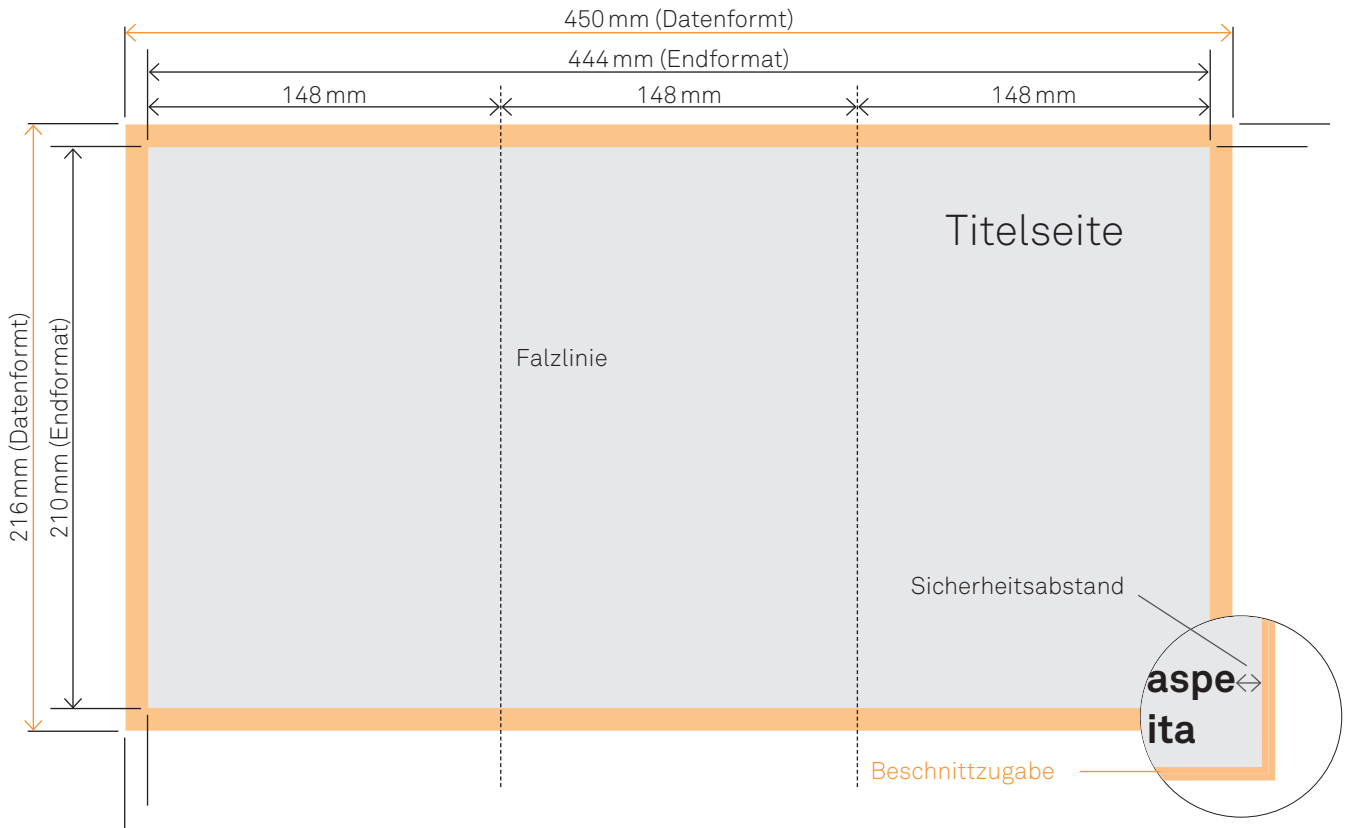 450 mm (Datenformt)
444 mm (Endformat)
148 mm
148 mm
148 mm
Titelseite
216 mm (Datenformt)
210 mm (Endformat)
Falzlinie
Sicherheitsabstand
aspe
ita
Beschnittzugabe